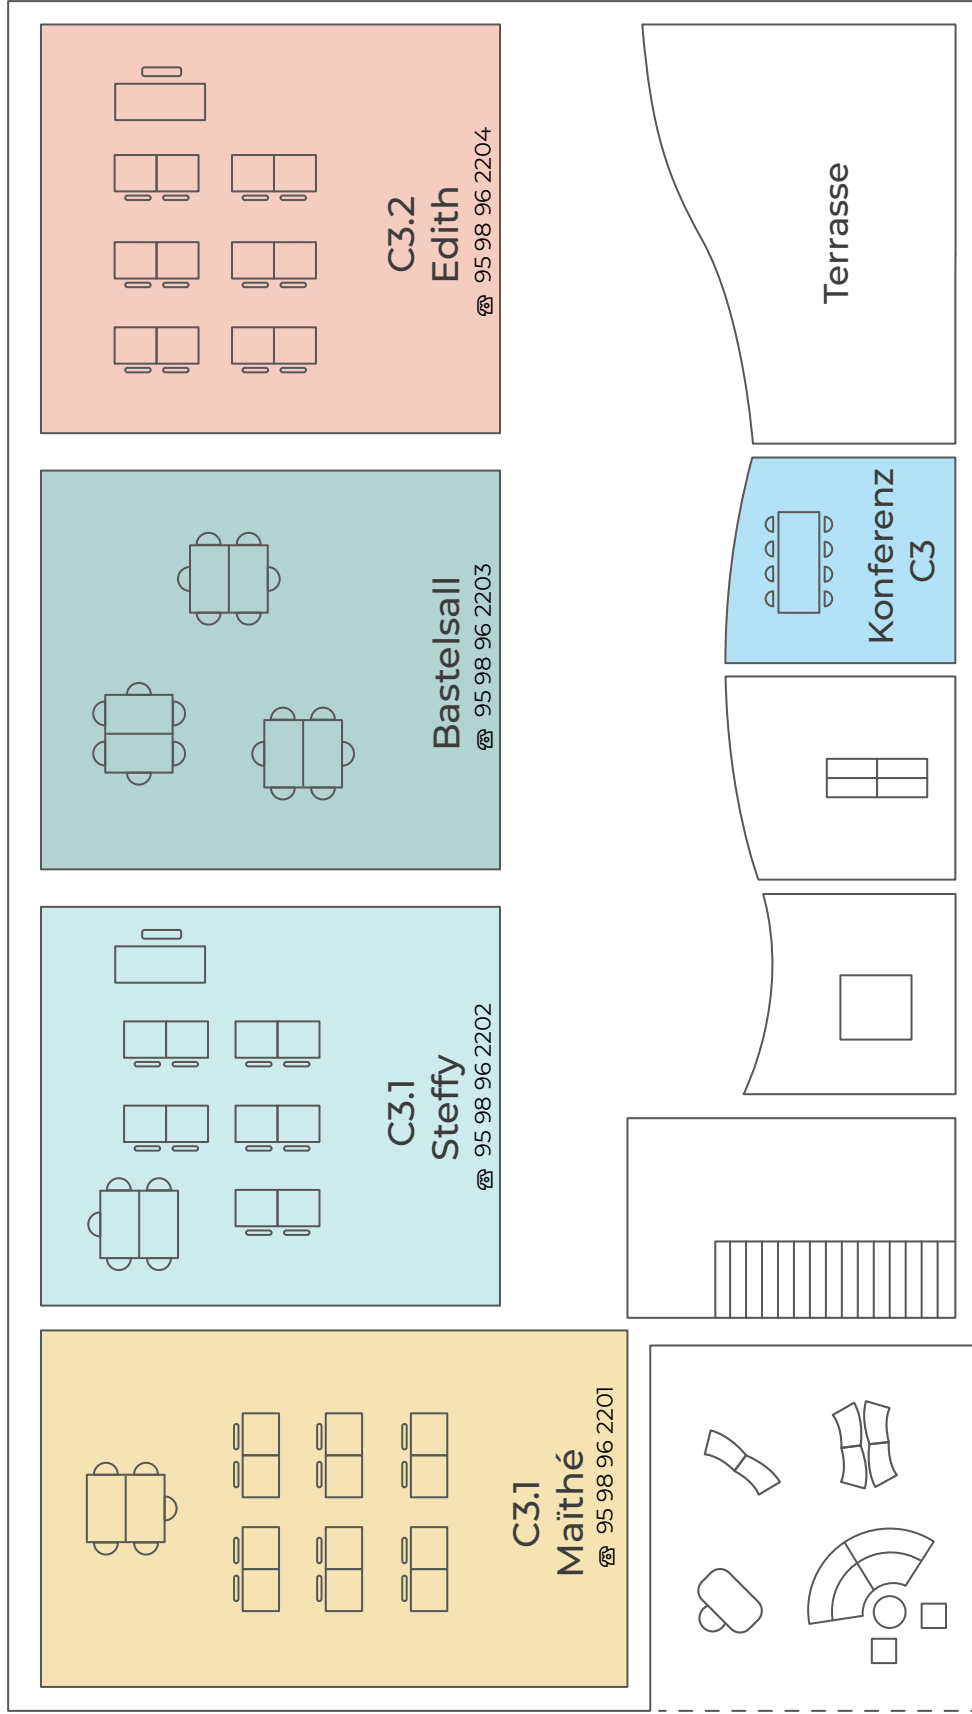 C3.1
Maïthé
☎ 95 98 96 2201
C3.1
Steffy
☎ 95 98 96 2202
Bastelsall
☎ 95 98 96 2203
C3.2
Edith
☎ 95 98 96 2204
Konferenz
C3
Terrasse